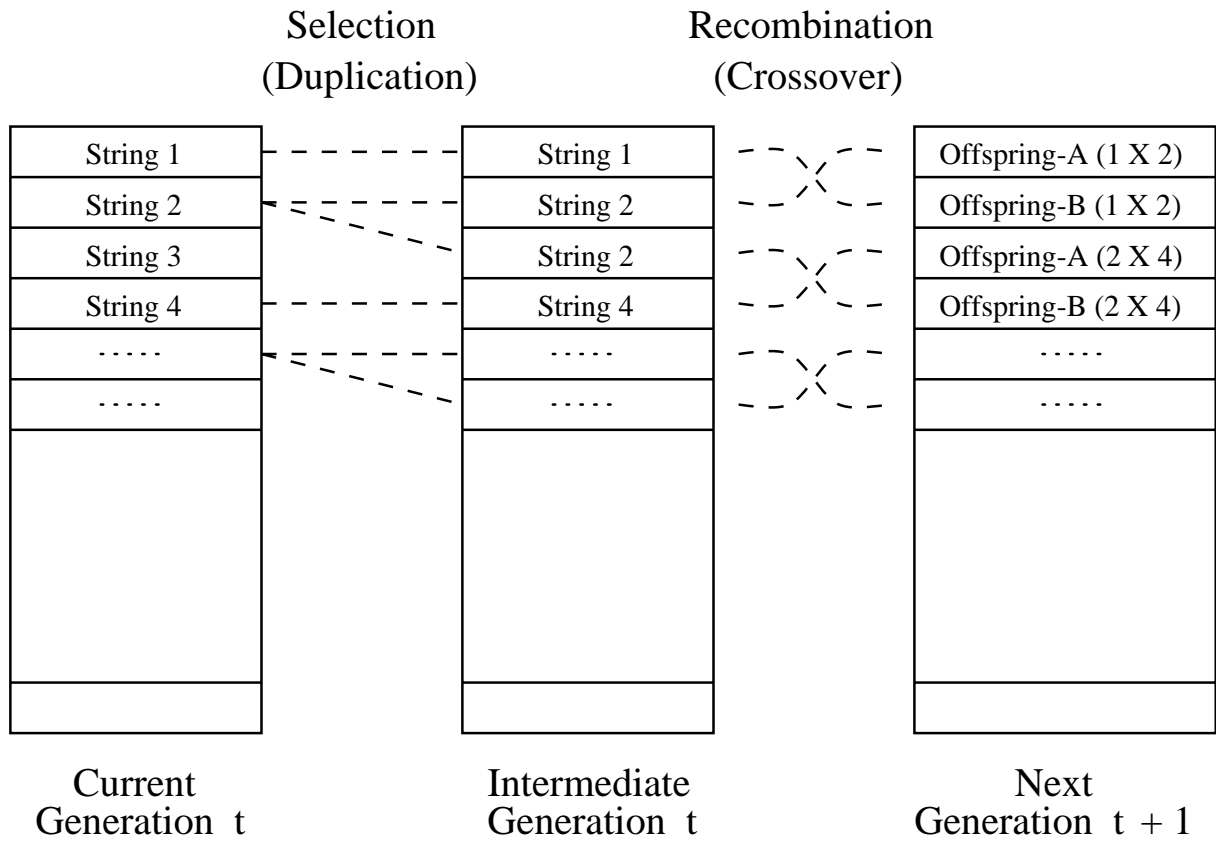 Selection
(Duplication)
Recombination
(Crossover)
String 1
String 2
String 3
String 4
. . . . .
. . . . .
String 1
String 2
String 2
String 4
. . . . .
. . . . .
Offspring-A (1 X 2)
Offspring-B (1 X 2)
Offspring-A (2 X 4)
Offspring-B (2 X 4)
. . . . .
. . . . .
Current
Generation t
Intermediate
Generation t
Next
Generation t + 1